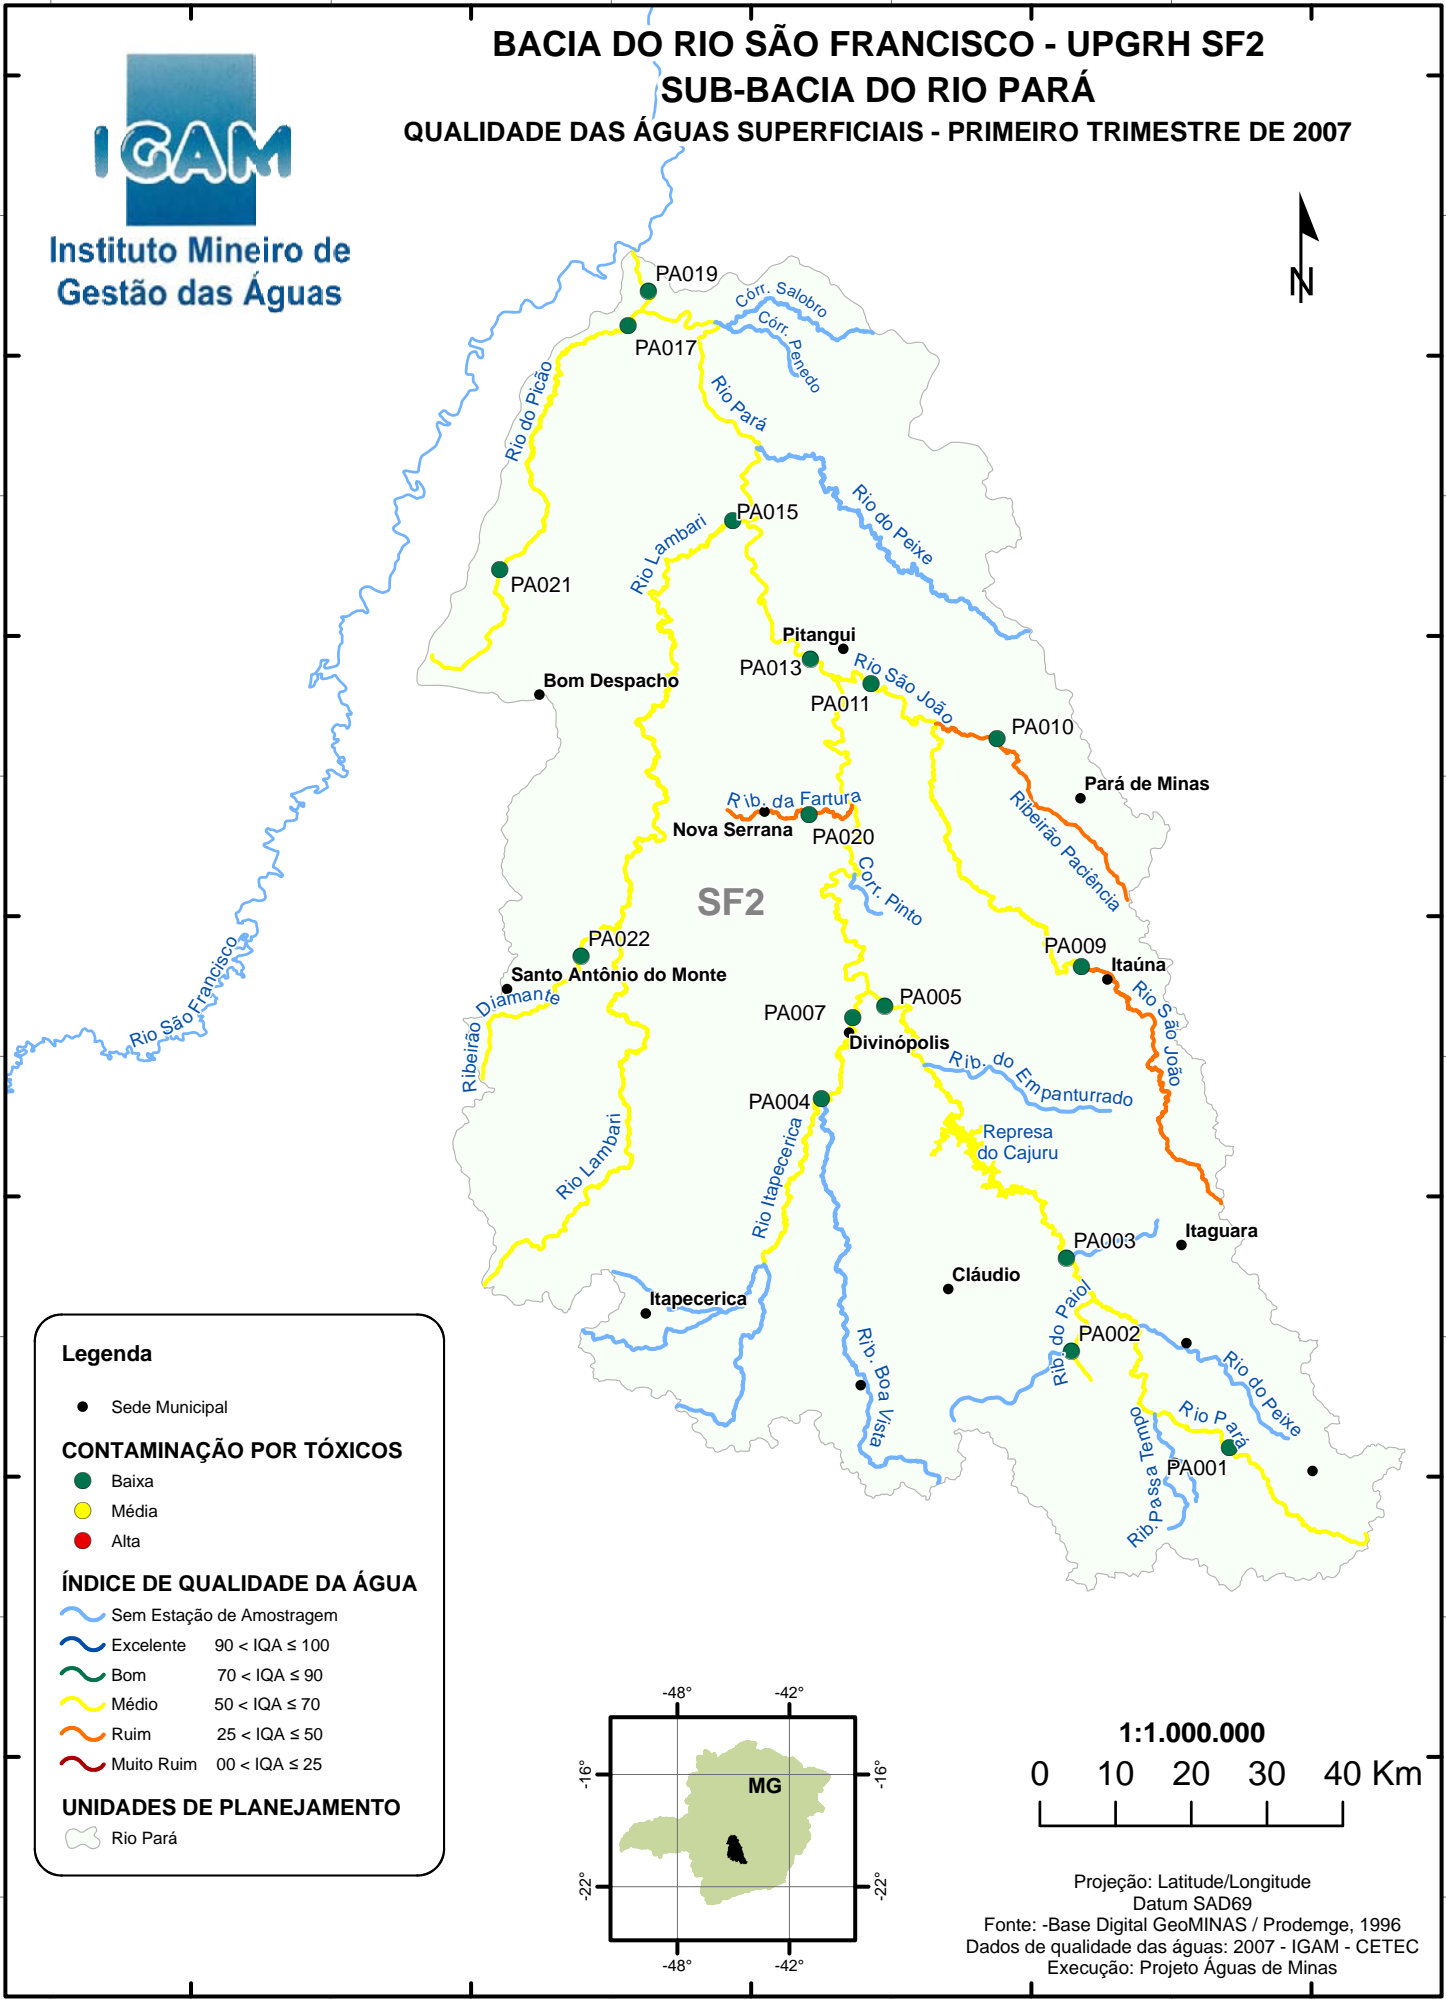 BACIA DO RIO SÃO FRANCISCO - UPGRH SF2
SUB-BACIA DO RIO PARÁ
QUALIDADE DAS ÁGUAS SUPERFICIAIS - PRIMEIRO TRIMESTRE DE 2007
IGAM
Instituto Mineiro de
Gestão das Águas
N
PA019
Córr. Salobro
PA017
Córr. Penedo
Rio do Picão
Rio Pará
PA015
Rio do Peixe
Rio Lambari
PA021
Pitangui
PA013
Rio São João
Bom Despacho
PA011
PA010
Pará de Minas
Rib. da Fartura
Nova Serrana
PA020
Ribeirão Paciência
Corr. Pinto
SF2
PA022
PA009
Itaúna
Rio São Francisco
Santo Antônio do Monte
Ribeirão Diamante
PA005
PA007
Rio São João
Divinópolis
Rib. do Empanturrado
PA004
Represa
do Cajuru
Rio Lambari
Rio Itapecerica
PA003
Itaguara
Cláudio
Itapecerica
Rib. do Paiol
PA002
Rib. Boa Vista
Rio do Peixe
Rio Pará
Rib. Passa Tempo
PA001
Legenda
Sede Municipal
CONTAMINAÇÃO POR TÓXICOS
Baixa
Média
Alta
ÍNDICE DE QUALIDADE DA ÁGUA
Sem Estação de Amostragem
Excelente 90 < IQA ≤ 100
Bom 70 < IQA ≤ 90
Médio 50 < IQA ≤ 70
Ruim 25 < IQA ≤ 50
Muito Ruim 00 < IQA ≤ 25
UNIDADES DE PLANEJAMENTO
Rio Pará
-48° -42°
-16° MG -16°
-22° -22°
-48° -42°
1:1.000.000
0 10 20 30 40 Km
Projeção: Latitude/Longitude
Datum SAD69
Fonte: -Base Digital GeoMINAS / Prodemge, 1996
Dados de qualidade das águas: 2007 - IGAM - CETEC
Execução: Projeto Águas de Minas